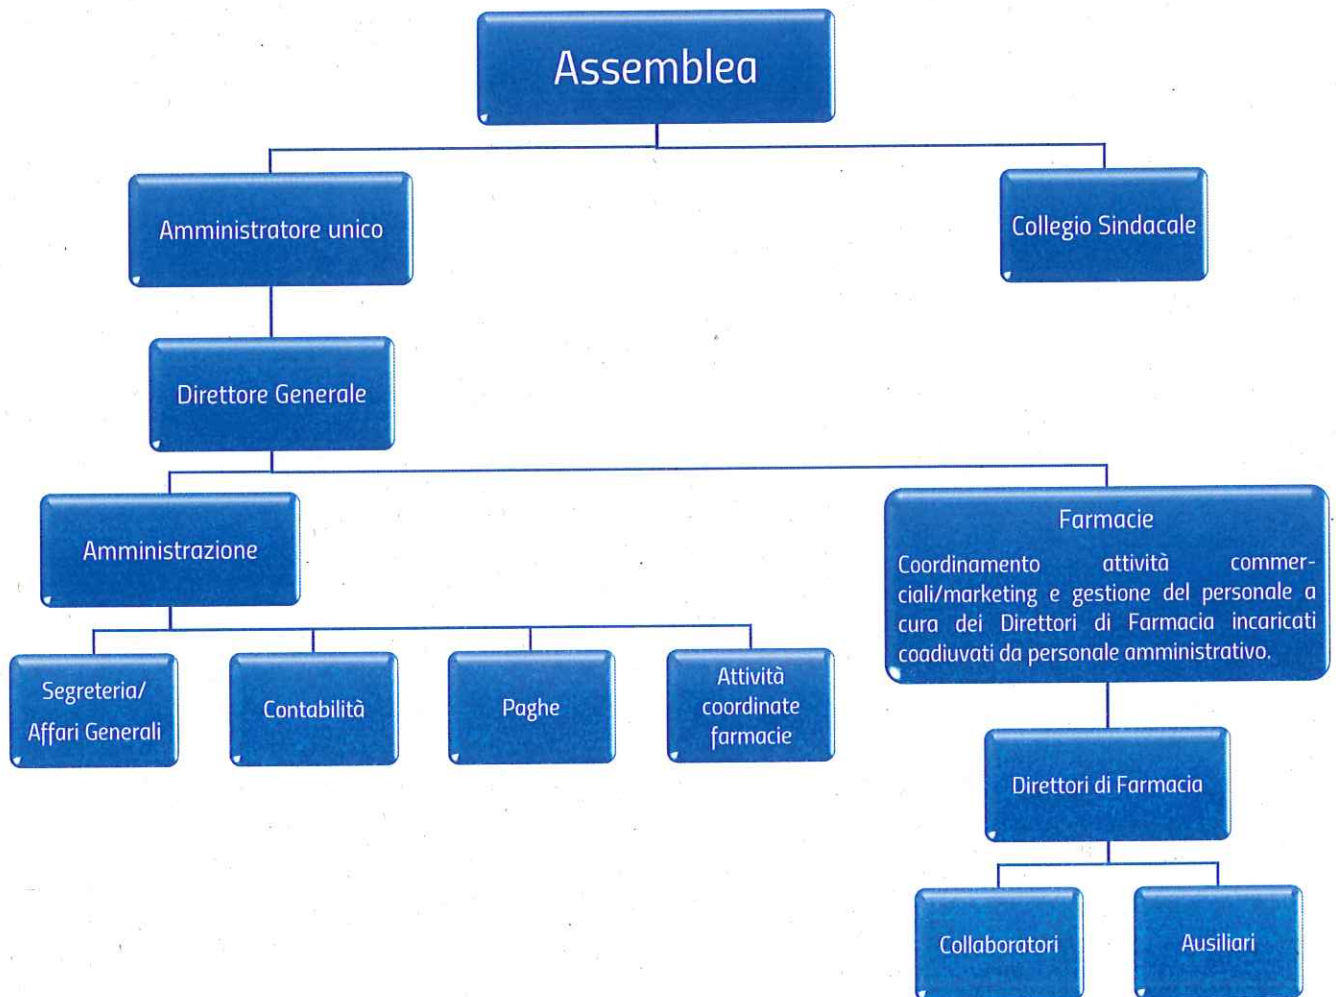 Assemblea
Amministratore unico
Collegio Sindacale
Direttore Generale
Amministrazione
Farmacie
Coordinamento attività commer-
ciali/marketing e gestione del personale a
cura dei Direttori di Farmacia incaricati
coadiuvati da personale amministrativo.
Segreteria/
Affari Generali
Contabilità
Paghe
Attività
coordinate
farmacie
Direttori di Farmacia
Collaboratori
Ausiliari